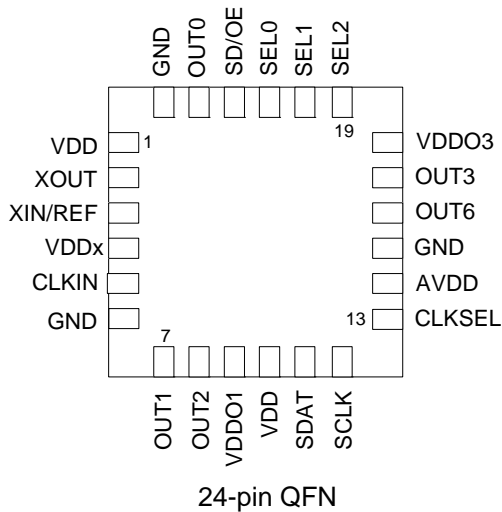 GND
OUT0
SD/OE
SEL0
SEL1
SEL2
VDD
1
19
VDDO3
XOUT
OUT3
XIN/REF
OUT6
VDDx
GND
CLKIN
AVDD
GND
7
13
CLKSEL
OUT1
OUT2
VDDO1
VDD
SDAT
SCLK
24-pin QFN